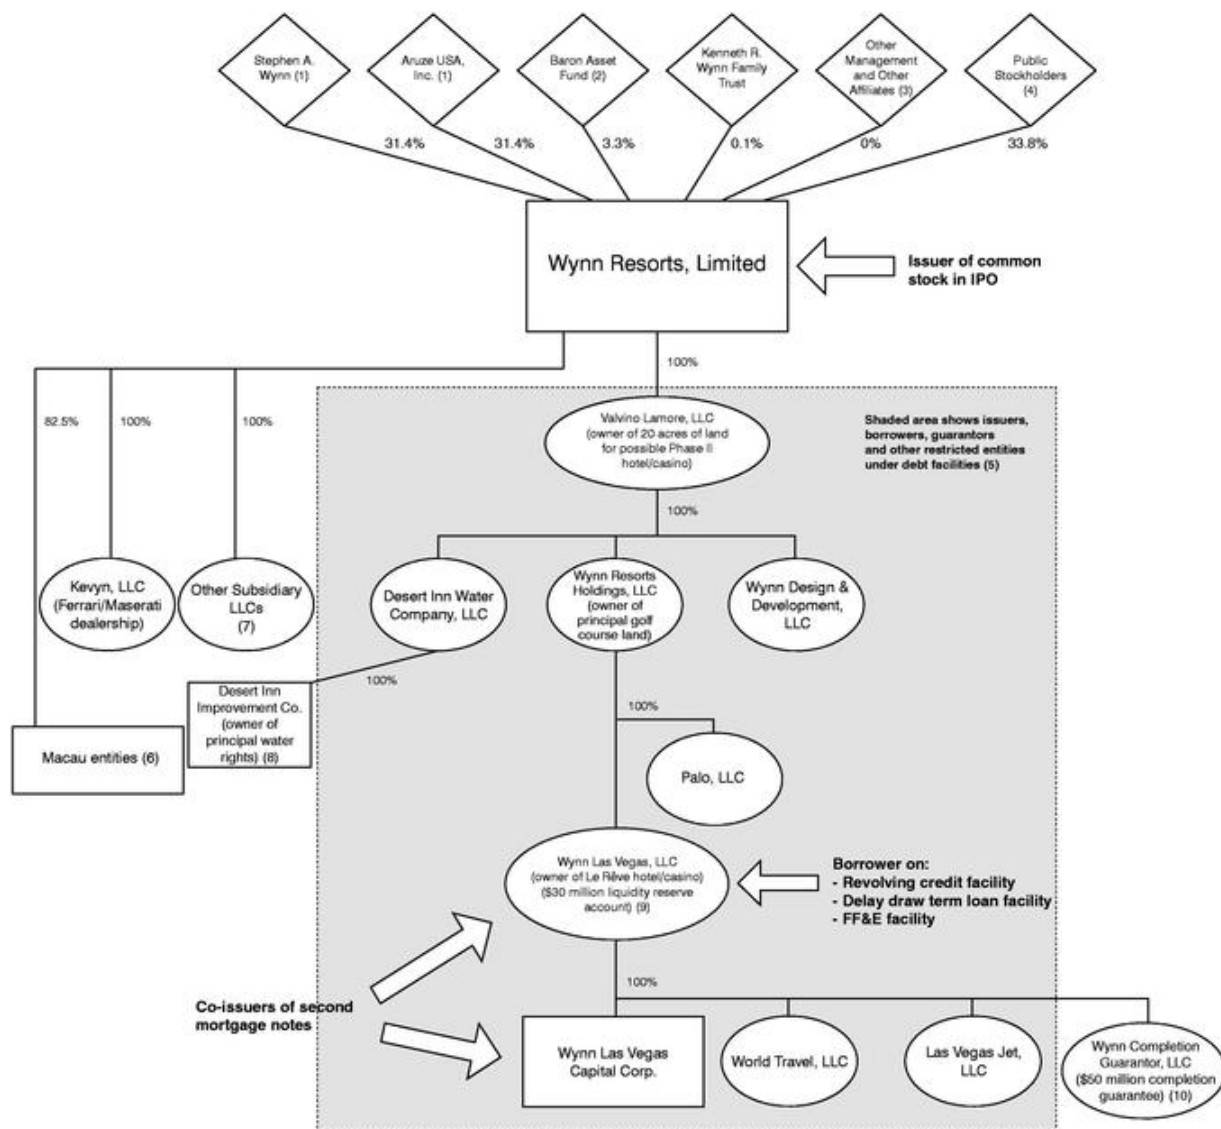 Stephen A.
Wynn (1)
Aruze USA,
Inc. (1)
Baron Asset
Fund (2)
Kenneth R.
Wynn Family
Trust
Other
Management
and Other
Affiliates (3)
Public
Stockholders
(4)
31.4%
31.4%
3.3%
0.1%
0%
33.8%
Wynn Resorts, Limited
Issuer of common
stock in IPO
100%
82.5%
100%
100%
Valvino Lamore, LLC
(owner of 20 acres of land
for possible Phase II
hotel/casino)
Shaded area shows issuers,
borrowers, guarantors
and other restricted entities
under debt facilities (5)
100%
Kevyn, LLC
(Ferrari/Maserati
dealership)
Other Subsidiary
LLCs
(7)
Desert Inn Water
Company, LLC
Wynn Resorts
Holdings, LLC
(owner of
principal golf
course land)
Wynn Design &
Development,
LLC
100%
Desert Inn
Improvement Co.
(owner of
principal water
rights) (8)
Macau entities (6)
100%
Palo, LLC
Wynn Las Vegas, LLC
(owner of Le Rêve hotel/casino)
($30 million liquidity reserve
account) (9)
Borrower on:
- Revolving credit facility
- Delay draw term loan facility
- FF&E facility
100%
Co-issuers of second
mortgage notes
Wynn Las Vegas
Capital Corp.
World Travel, LLC
Las Vegas Jet,
LLC
Wynn Completion
Guarantor, LLC
($50 million completion
guarantee) (10)